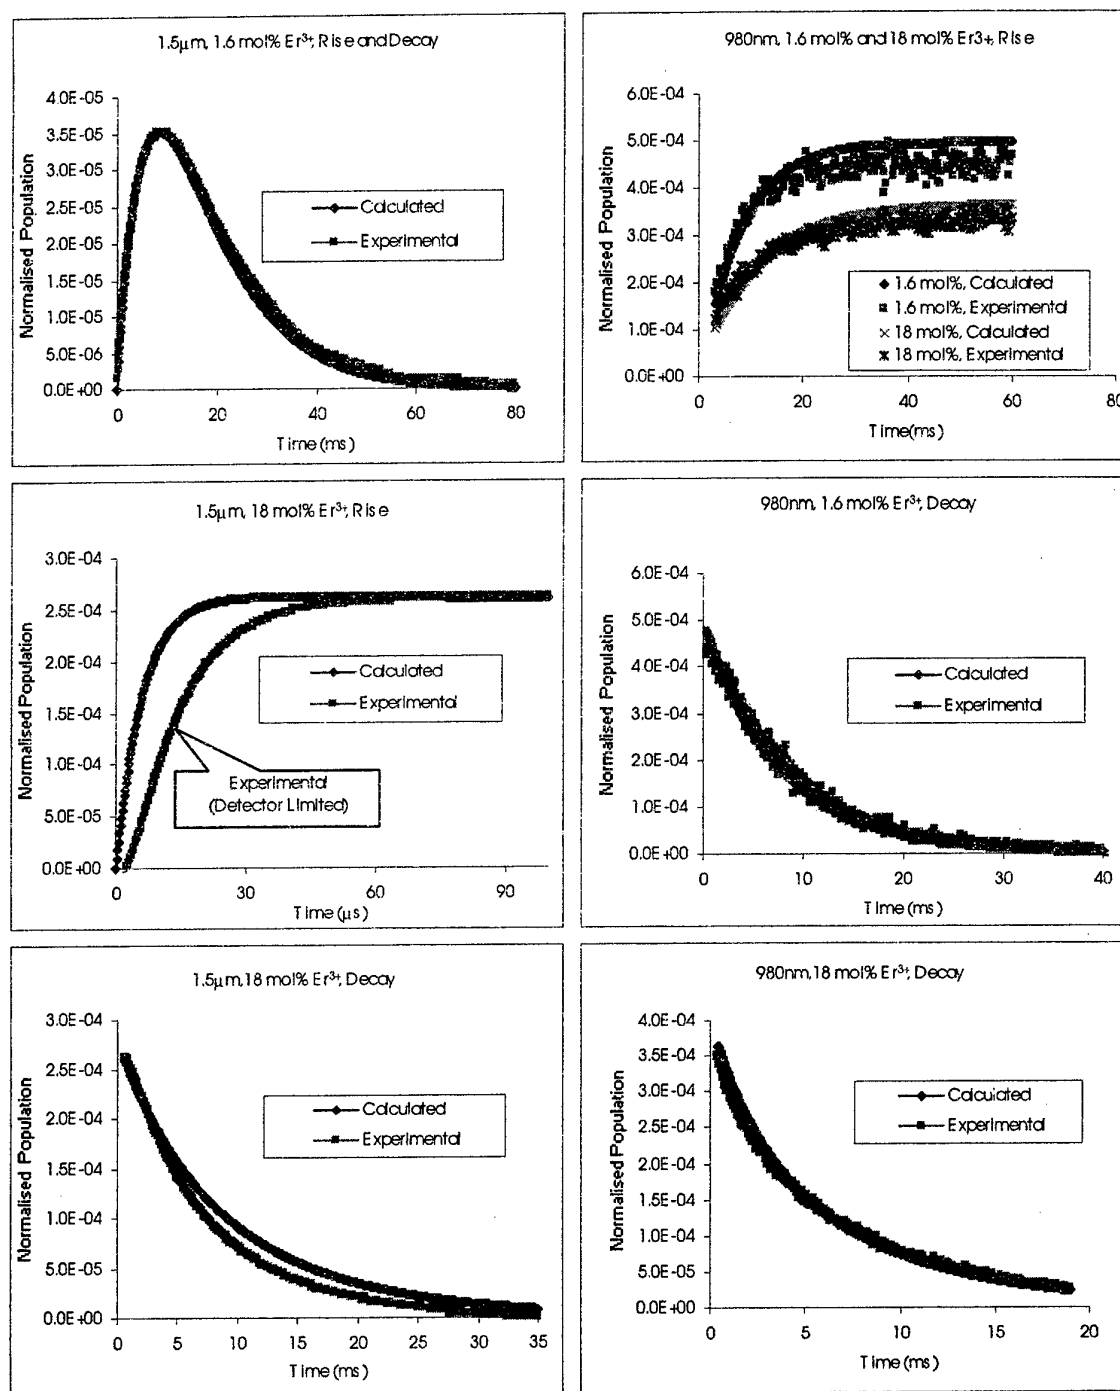 1.5µm, 1.6 mol% Er³⁺, Rise and Decay
Normalised Population
4.0E-05
3.5E-05
3.0E-05
2.5E-05
2.0E-05
1.5E-05
1.0E-05
5.0E-06
0.0E+00
0 20 40 60 80
Time (ms)
Calculated
Experimental
980nm, 1.6 mol% and 18 mol% Er3+, Rise
Normalised Population
6.0E-04
5.0E-04
4.0E-04
3.0E-04
2.0E-04
1.0E-04
0.0E+00
0 20 40 60 80
Time(ms)
1.6 mol%, Calculated
1.6 mol%, Experimental
18 mol%, Calculated
18 mol%, Experimental
1.5µm, 18 mol% Er³⁺, Rise
Normalised Population
3.0E-04
2.5E-04
2.0E-04
1.5E-04
1.0E-04
5.0E-05
0.0E+00
0 30 60 90
Time (µs)
Calculated
Experimental
Experimental
(Detector Limited)
980nm, 1.6 mol% Er³⁺, Decay
Normalised Population
6.0E-04
5.0E-04
4.0E-04
3.0E-04
2.0E-04
1.0E-04
0.0E+00
0 10 20 30 40
Time (ms)
Calculated
Experimental
1.5µm,18 mol% Er³⁺, Decay
Normalised Population
3.0E-04
2.5E-04
2.0E-04
1.5E-04
1.0E-04
5.0E-05
0.0E+00
0 5 10 15 20 25 30 35
Time (ms)
Calculated
Experimental
980nm,18 mol% Er³⁺, Decay
Normalised Population
4.0E-04
3.5E-04
3.0E-04
2.5E-04
2.0E-04
1.5E-04
1.0E-04
5.0E-05
0.0E+00
0 5 10 15 20
Time (ms)
Calculated
Experimental